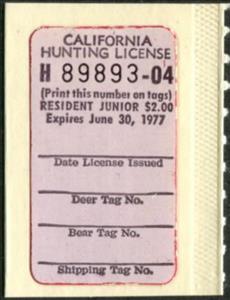 CALIFORNIA
HUNTING LICENSE
H 89893-04
(Print this number on tags)
RESIDENT JUNIOR $2.00
Expires June 30, 1977
Date License Issued
Deer Tag No.
Bear Tag No.
Shipping Tag No.